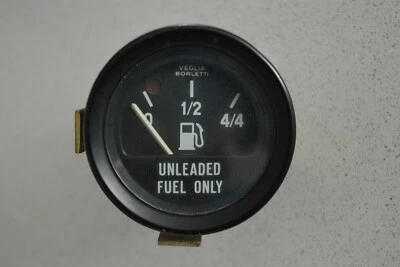 VEGLIA
BORLETTI
0 1/2 4/4
UNLEADED
FUEL ONLY